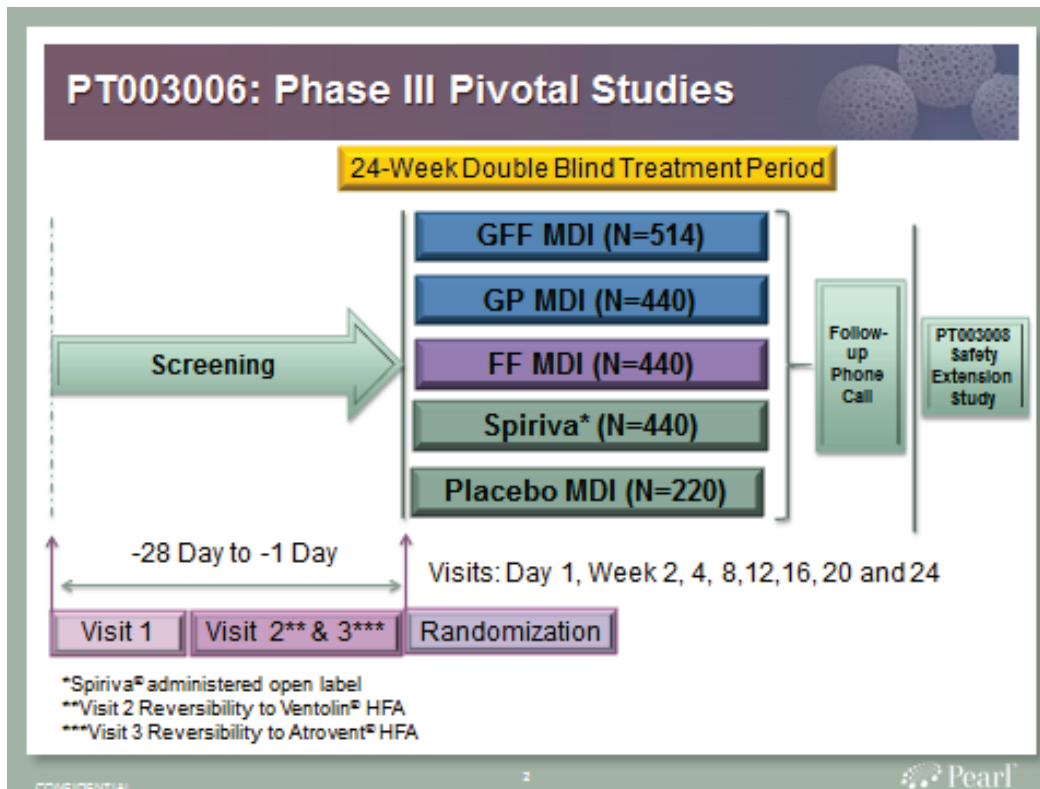 PT003006: Phase III Pivotal Studies
24-Week Double Blind Treatment Period
GFF MDI (N=514)
GP MDI (N=440)
FF MDI (N=440)
Spiriva* (N=440)
Placebo MDI (N=220)
Screening
Follow-
up
Phone
Call
PT003008
Safety
Extension
Study
-28 Day to -1 Day
Visits: Day 1, Week 2, 4, 8,12,16, 20 and 24
Visit 1
Visit 2** & 3***
Randomization
*Spiriva® administered open label
**Visit 2 Reversibility to Ventolin® HFA
***Visit 3 Reversibility to Atrovent® HFA
CONFIDENTIAL
2
Pearl